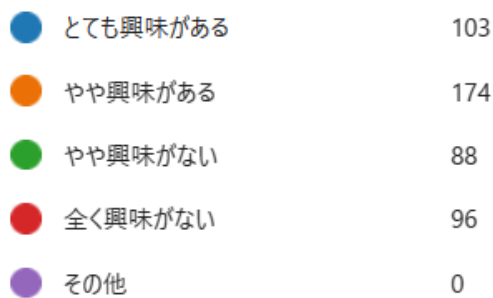 とても興味がある 103
やや興味がある 174
やや興味がない 88
全く興味がない 96
その他 0